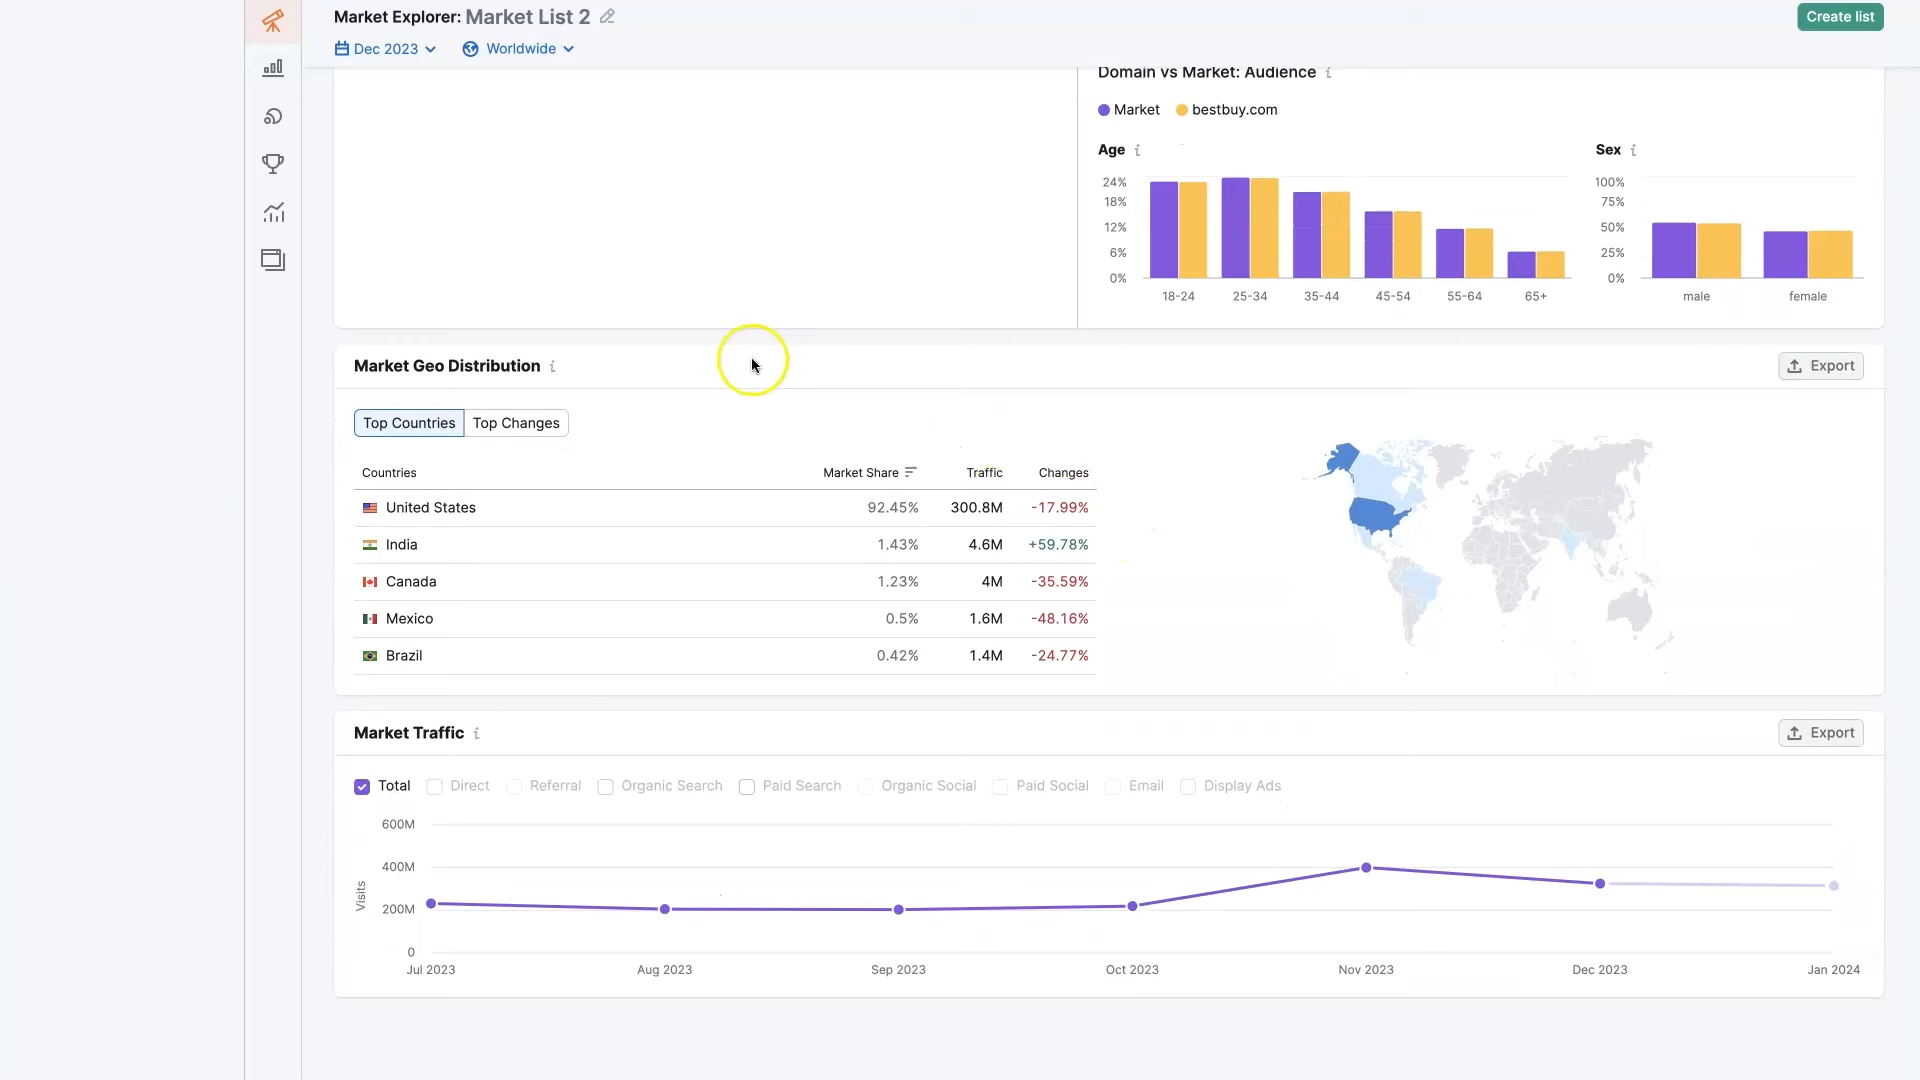 Market Explorer: Market List 2
Create list
Dec 2023 Worldwide
Domain vs Market: Audience i
Market bestbuy.com
Age i
24%
18%
12%
6%
0%
18-24 25-34 35-44 45-54 55-64 65+
Sex i
100%
75%
50%
25%
0%
male female
Market Geo Distribution i
Export
Top Countries Top Changes
Countries Market Share Traffic Changes
United States 92.45% 300.8M -17.99%
India 1.43% 4.6M +59.78%
Canada 1.23% 4M -35.59%
Mexico 0.5% 1.6M -48.16%
Brazil 0.42% 1.4M -24.77%
Market Traffic i
Export
Total Direct Referral Organic Search Paid Search Organic Social Paid Social Email Display Ads
Visits
600M
400M
200M
0
Jul 2023 Aug 2023 Sep 2023 Oct 2023 Nov 2023 Dec 2023 Jan 2024